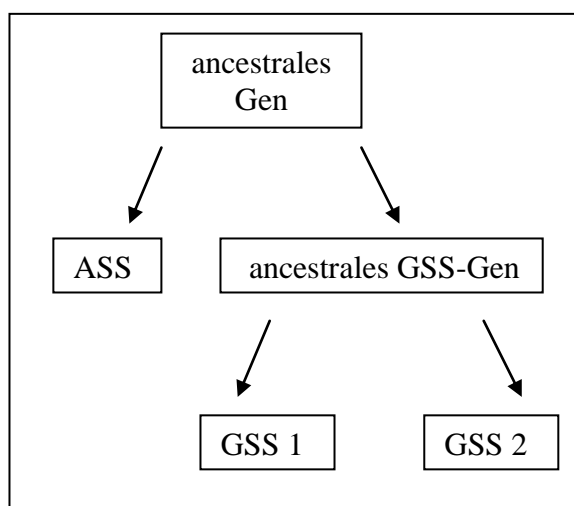 ancestrales
Gen
ASS
ancestrales GSS-Gen
GSS 1
GSS 2